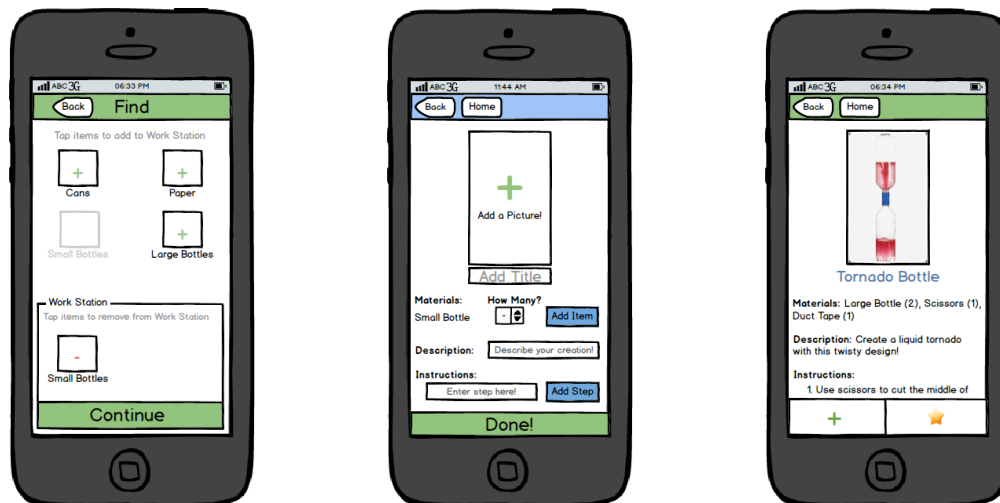 ABC 3G 06:33 PM
Back Find
Tap items to add to Work Station
+ +
Cans Paper
+
Small Bottles Large Bottles
Work Station
Tap items to remove from Work Station
-
Small Bottles
Continue
ABC 3G 11:44 AM
Back Home
+
Add a Picture!
Add Title
Materials: How Many?
Small Bottle - Add Item
Description: Describe your creation!
Instructions:
Enter step here! Add Step
Done!
ABC 3G 06:34 PM
Back Home
Tornado Bottle
Materials: Large Bottle (2), Scissors (1),
Duct Tape (1)
Description: Create a liquid tornado
with this twisty design!
Instructions:
1. Use scissors to cut the middle of
+